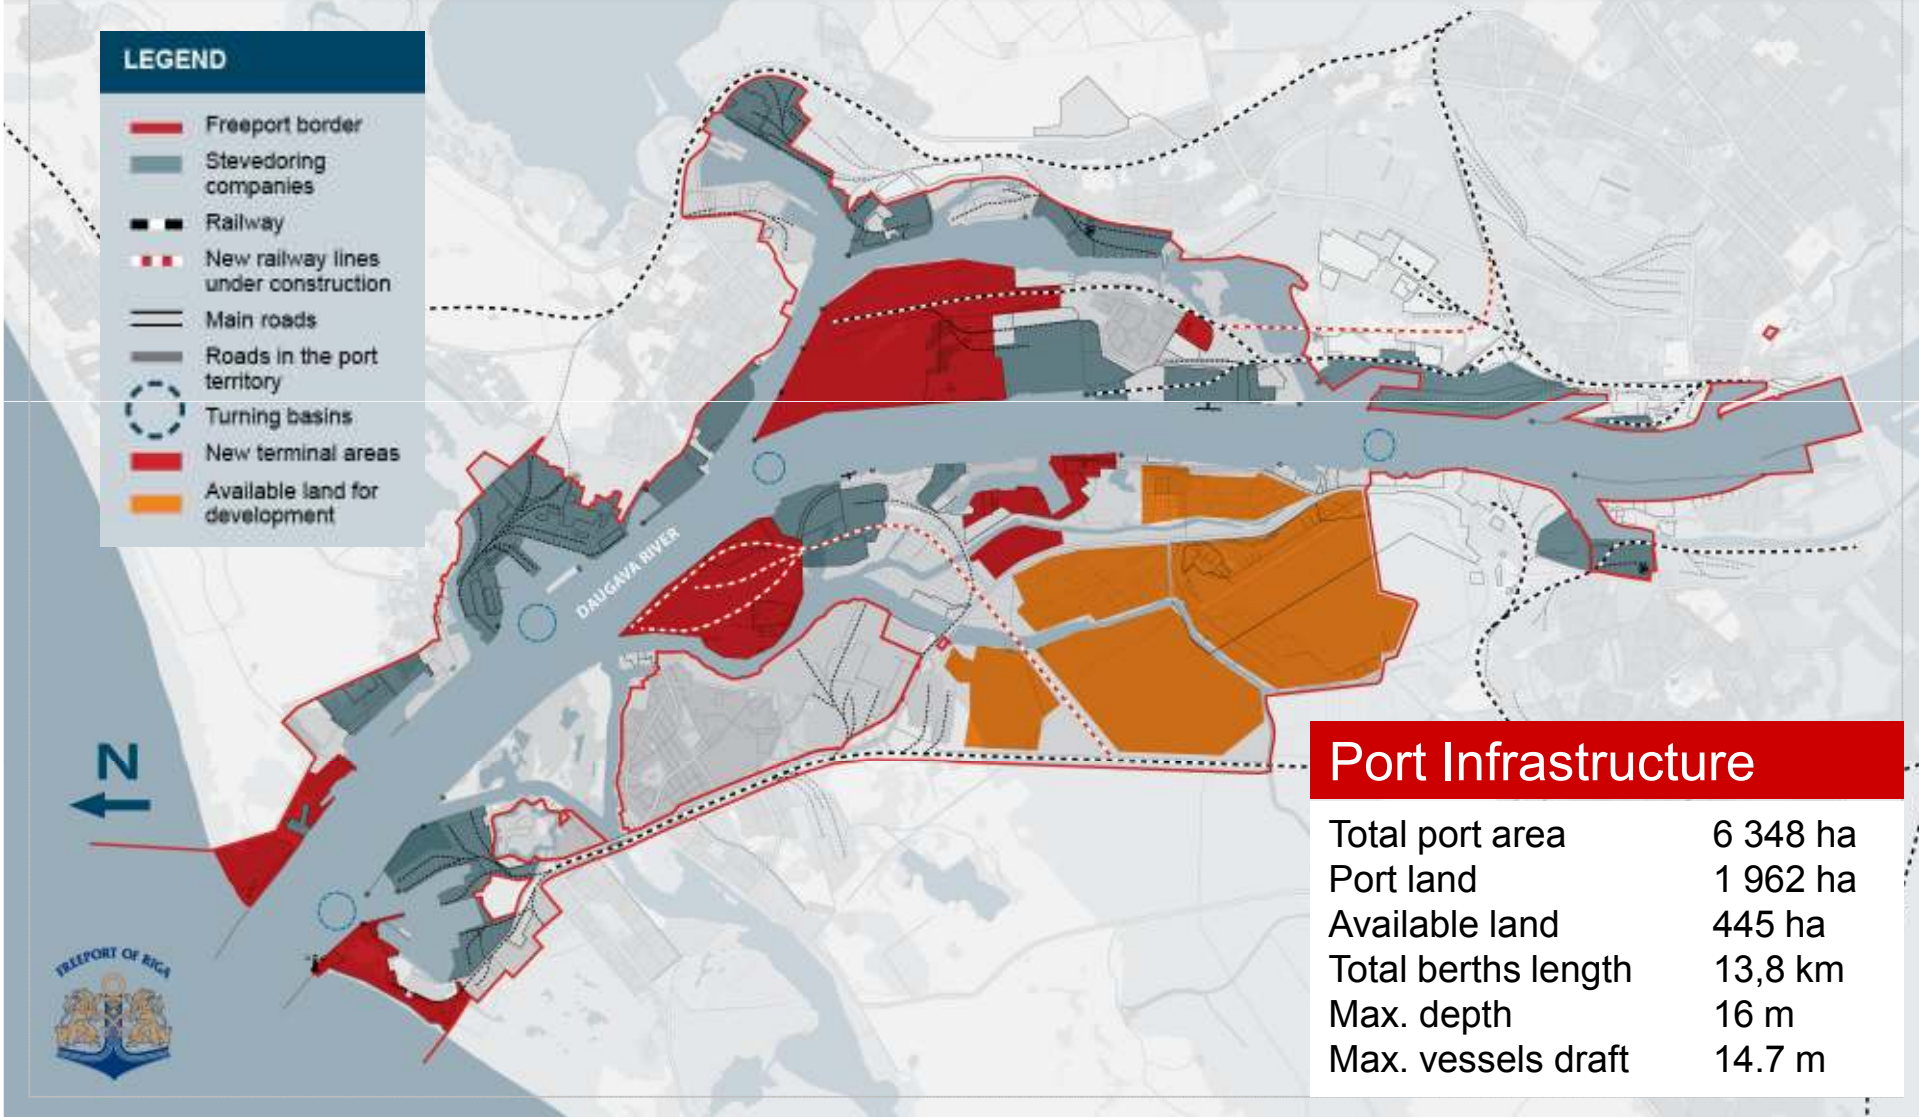 LEGEND
Freeport border
Stevedoring
companies
Railway
New railway lines
under construction
Main roads
Roads in the port
territory
Turning basins
New terminal areas
Available land for
development
DAUGAVA RIVER
N
FREEPORT OF RIGA
Port Infrastructure
Total port area 6 348 ha
Port land 1 962 ha
Available land 445 ha
Total berths length 13,8 km
Max. depth 16 m
Max. vessels draft 14.7 m